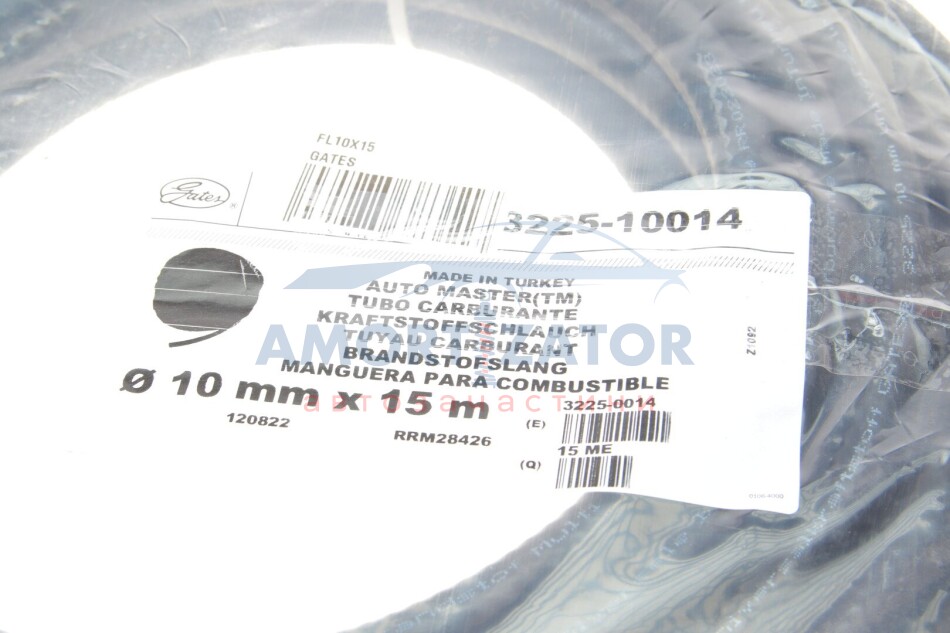 FL10X15
GATES
Gates®
3225-10014
MADE IN TURKEY
AUTO MASTER(TM)
TUBO CARBURANTE
KRAFTSTOFFSCHLAUCH
TUYAU CARBURANT
BRANDSTOFSLANG
MANGUERA PARA COMBUSTIBLE
Ø 10 mm x 15 m
120822
RRM28426
(E)
3225-0014
(Q)
15 ME
AMORTIZATOR
автозапчастини